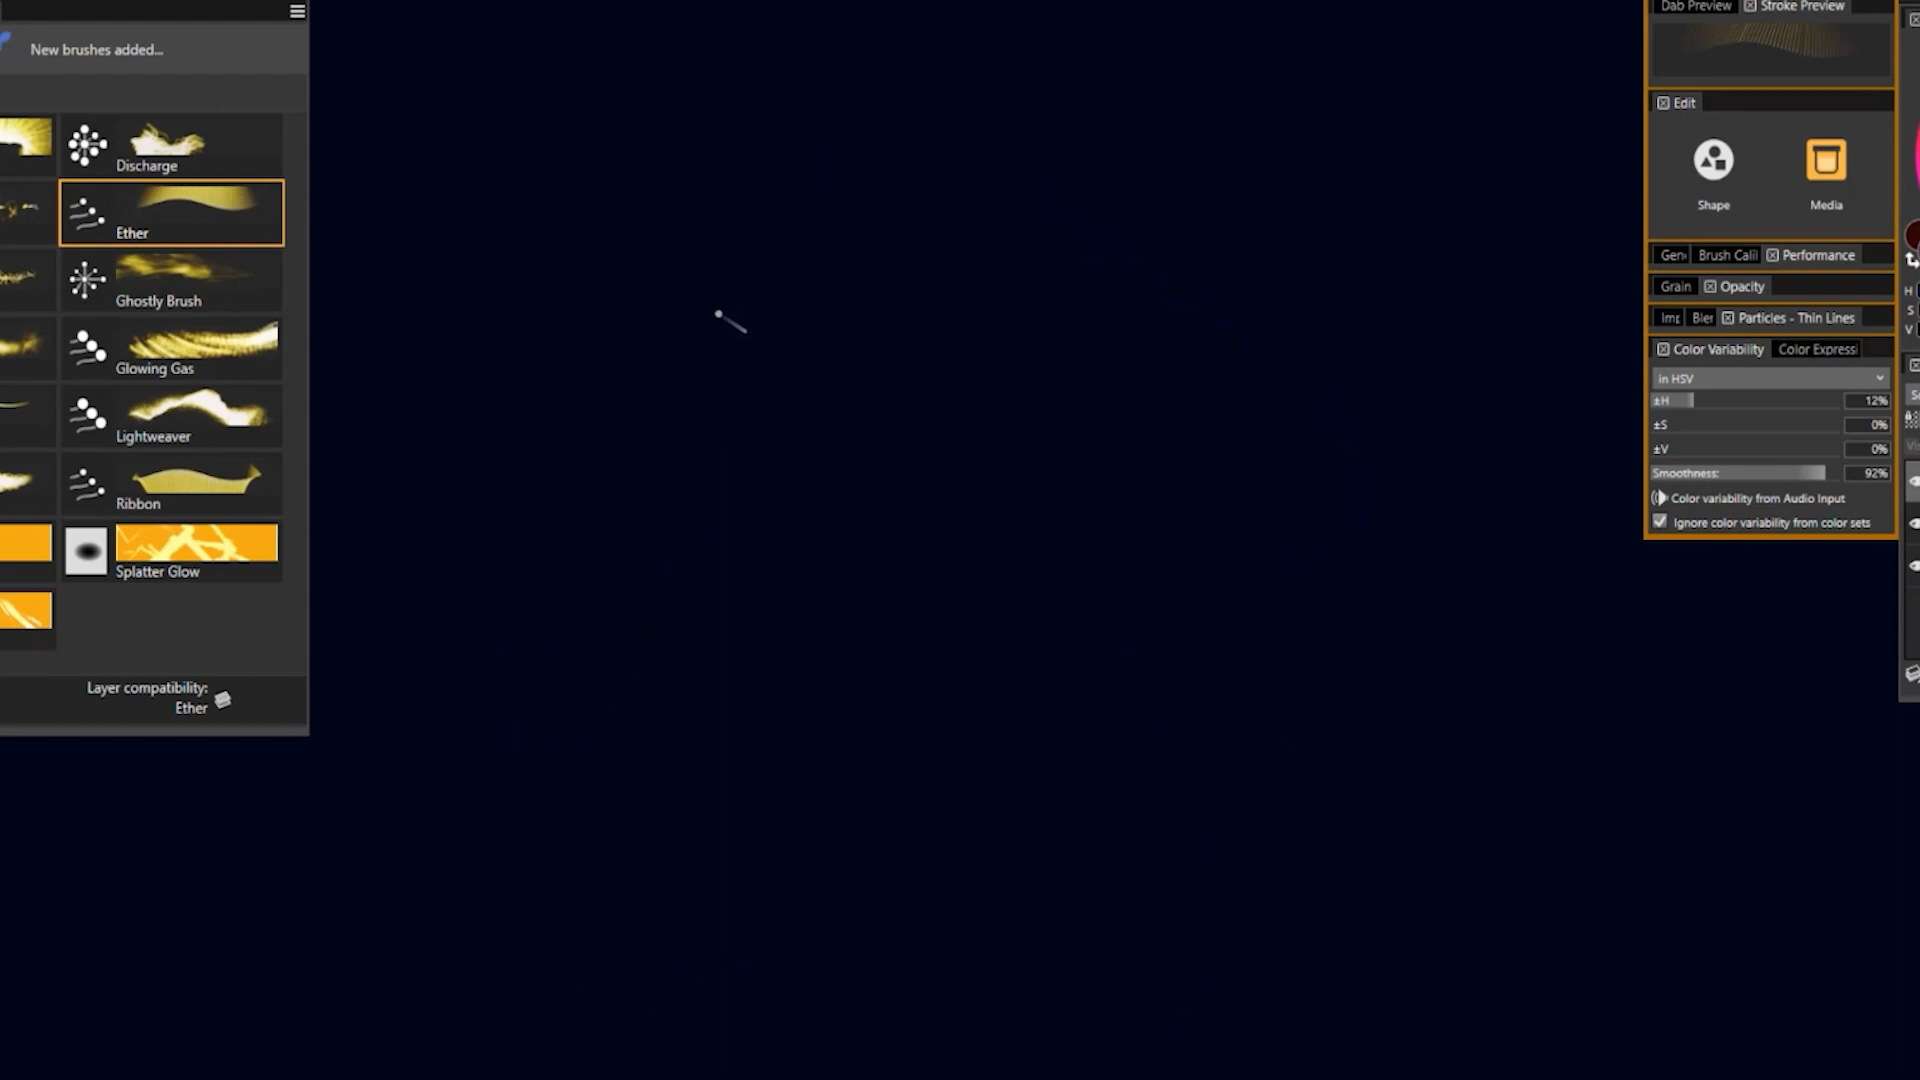 New brushes added...
Discharge
Ether
Ghostly Brush
Glowing Gas
Lightweaver
Ribbon
Splatter Glow
Layer compatibility:
Ether
Dab Preview Stroke Preview
Edit
Shape Media
Brush Cali Performance
Grain Opacity
Particles - Thin Lines
Color Variability Color Expressi
in HSV
±H 12%
±S 0%
±V 0%
Smoothness: 92%
Color variability from Audio Input
Ignore color variability from color sets
H
S
V